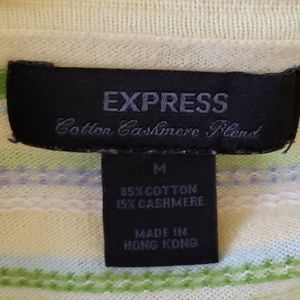 EXPRESS
Cotton Cashmere Blend
M
85% COTTON
15% CASHMERE
MADE IN
HONG KONG